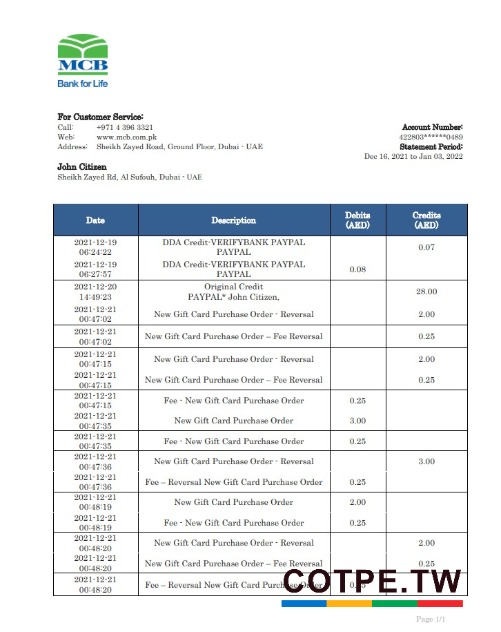 MCB
Bank for Life
For Customer Service:
Call: +971 4 396 3321
Web: www.mcb.com.pk
Address: Sheikh Zayed Road, Ground Floor, Dubai - UAE
Account Number:
422803******0489
Statement Period:
Dec 16, 2021 to Jan 03, 2022
John Citizen
Sheikh Zayed Rd, Al Sufouh, Dubai - UAE
Date Description Debits (AED) Credits (AED)
2021-12-19 06:24:22 DDA Credit-VERIFYBANK PAYPAL PAYPAL 0.07
2021-12-19 06:27:57 DDA Credit-VERIFYBANK PAYPAL PAYPAL 0.08
2021-12-20 14:49:23 Original Credit PAYPAL* John Citizen, 28.00
2021-12-21 00:47:02 New Gift Card Purchase Order - Reversal 2.00
2021-12-21 00:47:02 New Gift Card Purchase Order – Fee Reversal 0.25
2021-12-21 00:47:15 New Gift Card Purchase Order - Reversal 2.00
2021-12-21 00:47:15 New Gift Card Purchase Order – Fee Reversal 0.25
2021-12-21 00:47:15 Fee - New Gift Card Purchase Order 0.25
2021-12-21 00:47:35 New Gift Card Purchase Order 3.00
2021-12-21 00:47:35 Fee - New Gift Card Purchase Order 0.25
2021-12-21 00:47:36 New Gift Card Purchase Order - Reversal 3.00
2021-12-21 00:47:36 Fee – Reversal New Gift Card Purchase Order 0.25
2021-12-21 00:48:19 New Gift Card Purchase Order 2.00
2021-12-21 00:48:19 Fee - New Gift Card Purchase Order 0.25
2021-12-21 00:48:20 New Gift Card Purchase Order - Reversal 2.00
2021-12-21 00:48:20 New Gift Card Purchase Order – Fee Reversal 0.25
2021-12-21 00:48:20 Fee – Reversal New Gift Card Purchase Order
COTPE.TW
Page 1/1